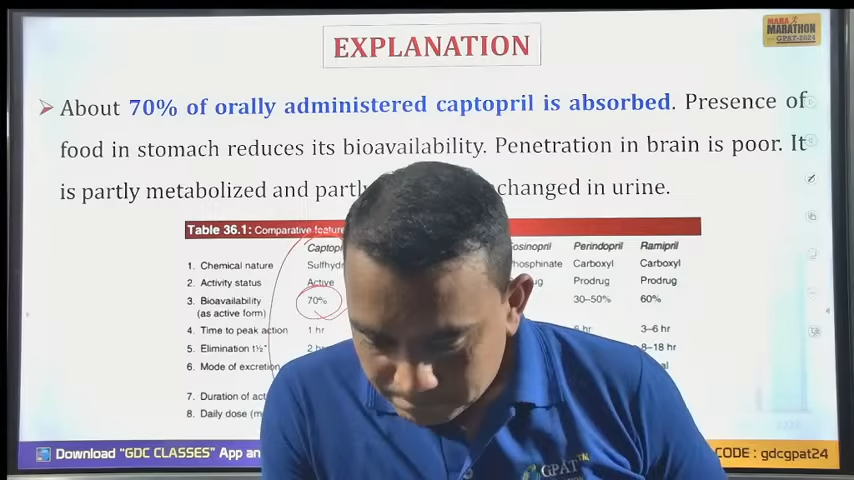 EXPLANATION
MARA
MARATHON
GPAT-2024
About 70% of orally administered captopril is absorbed. Presence of
food in stomach reduces its bioavailability. Penetration in brain is poor. It
is partly metabolized and partly unchanged in urine.
Table 36.1: Comparative feature
Fosinopril Perindopril Ramipril
1. Chemical nature Sulfhyd Phosphinate Carboxyl Carboxyl
2. Activity status Active Prodrug Prodrug
3. Bioavailability 70% 30–50% 60%
(as active form)
4. Time to peak action 1 hr 3–6 hr
5. Elimination t½ 8–18 hr
6. Mode of excretion
7. Duration of act
8. Daily dose (m
GPAT™
Download "GDC CLASSES" App an CODE : gdcgpat24